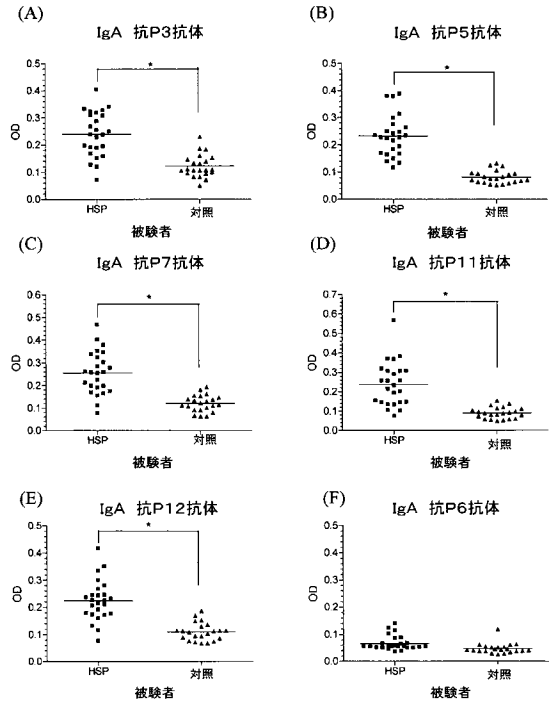 (A)
IgA 抗P3抗体
*
0.5
0.4
0.3
0.2
0.1
0.0
OD
HSP 対照
被験者
(B)
IgA 抗P5抗体
*
0.5
0.4
0.3
0.2
0.1
0.0
OD
HSP 対照
被験者
(C)
IgA 抗P7抗体
*
0.6
0.5
0.4
0.3
0.2
0.1
0.0
OD
HSP 対照
被験者
(D)
IgA 抗P11抗体
*
0.7
0.6
0.5
0.4
0.3
0.2
0.1
0.0
OD
HSP 対照
被験者
(E)
IgA 抗P12抗体
*
0.5
0.4
0.3
0.2
0.1
0.0
OD
HSP 対照
被験者
(F)
IgA 抗P6抗体
0.5
0.4
0.3
0.2
0.1
0.0
OD
HSP 対照
被験者